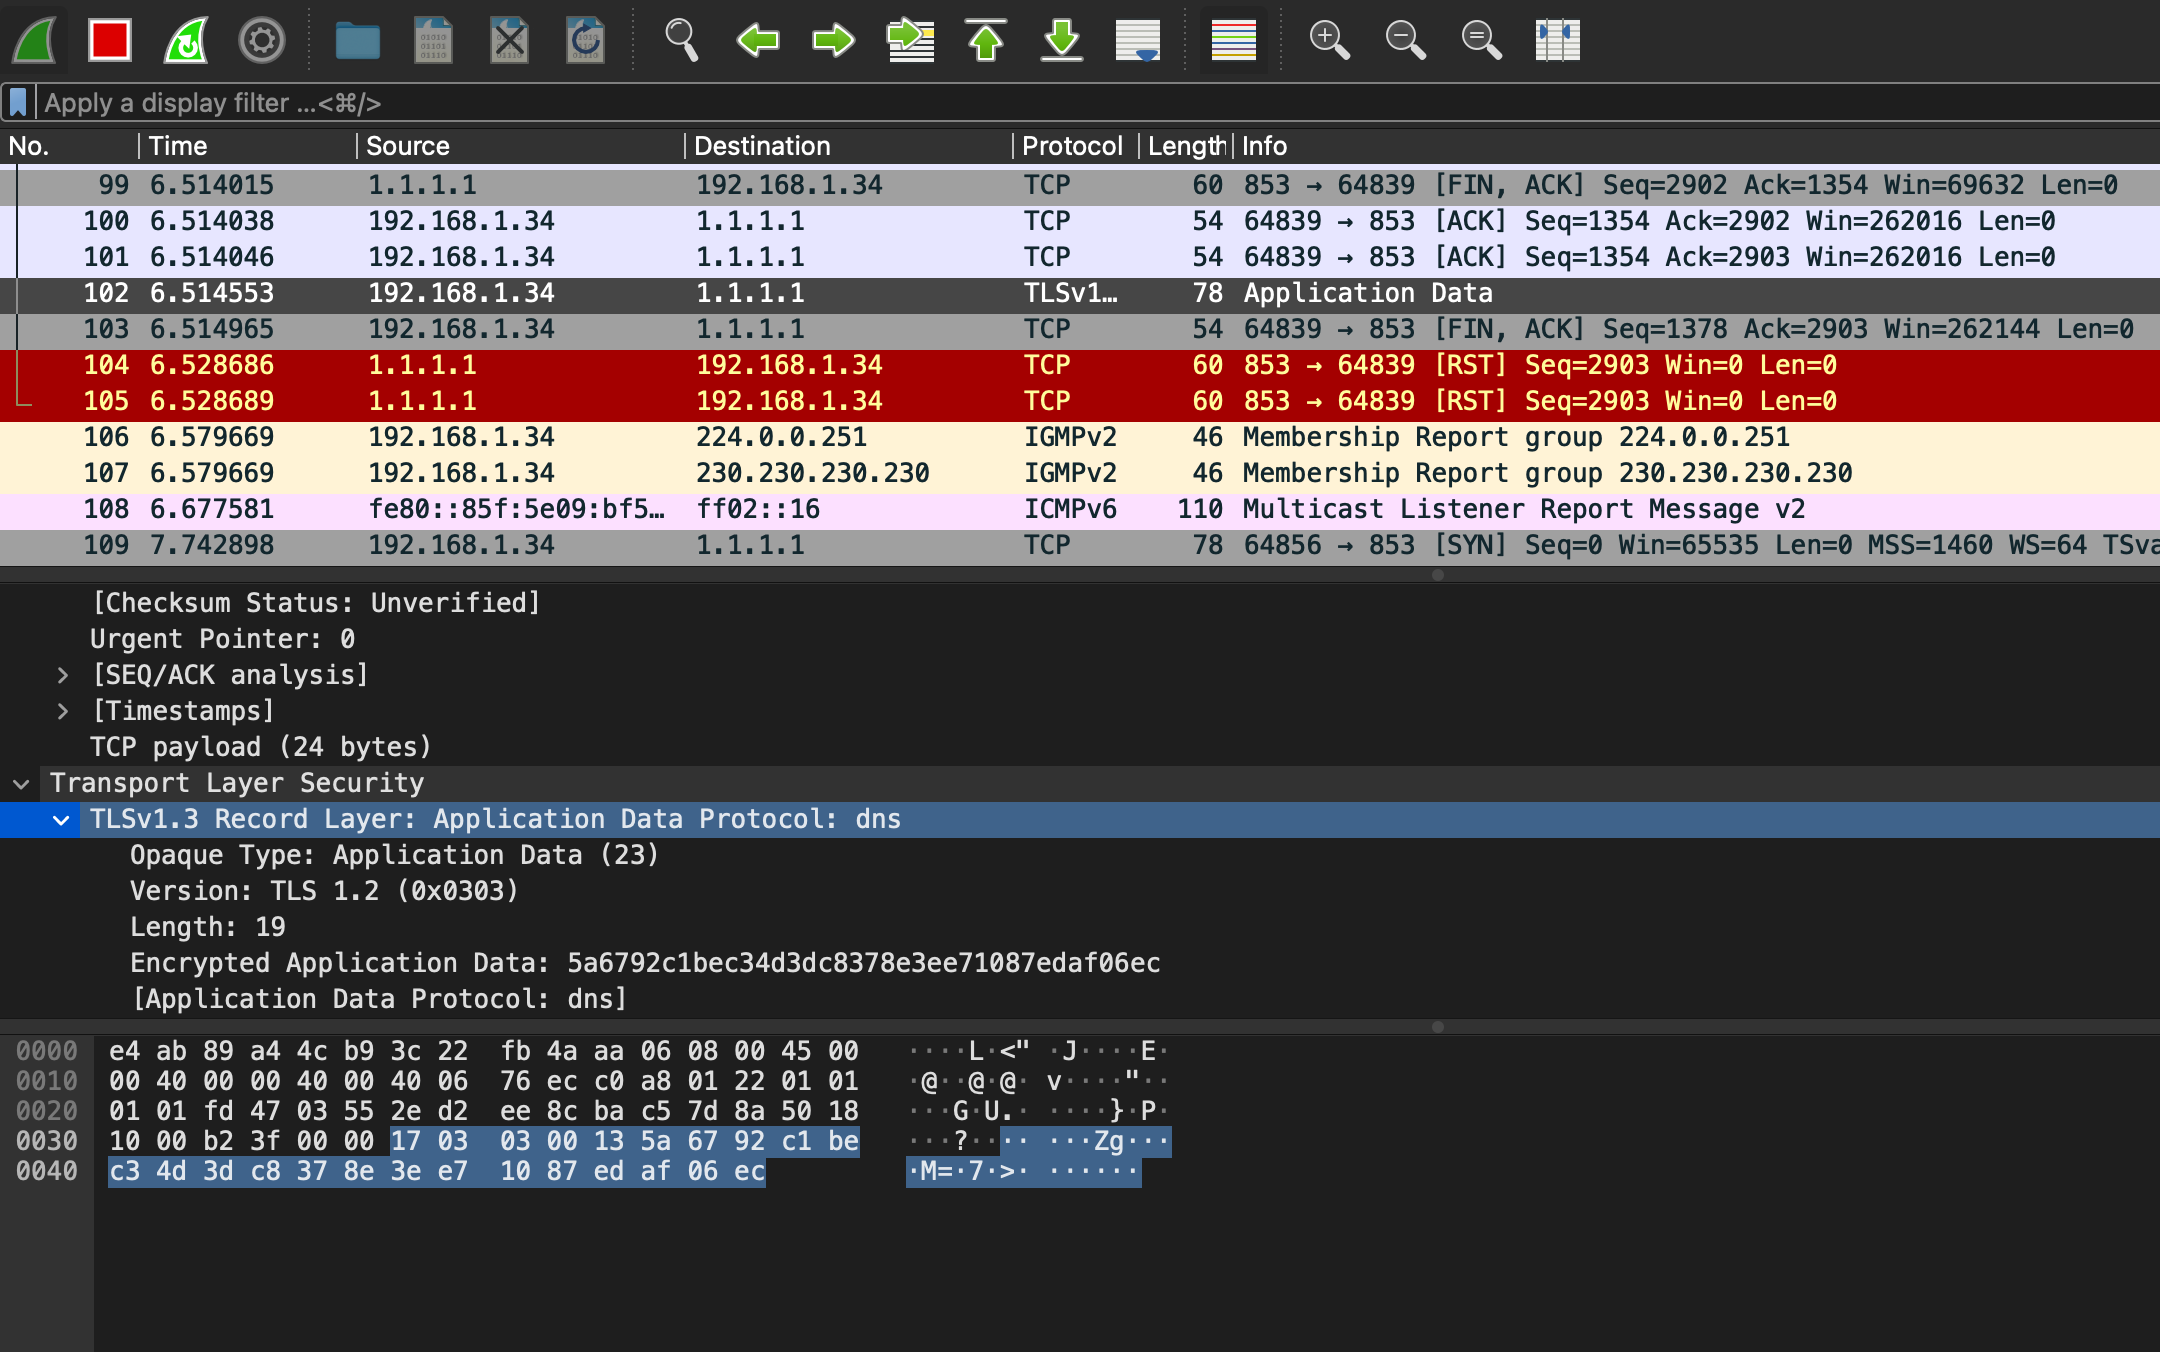 Apply a display filter ...<⌘/>
No. Time Source Destination Protocol Length Info
99 6.514015 1.1.1.1 192.168.1.34 TCP 60 853 → 64839 [FIN, ACK] Seq=2902 Ack=1354 Win=69632 Len=0
100 6.514038 192.168.1.34 1.1.1.1 TCP 54 64839 → 853 [ACK] Seq=1354 Ack=2902 Win=262016 Len=0
101 6.514046 192.168.1.34 1.1.1.1 TCP 54 64839 → 853 [ACK] Seq=1354 Ack=2903 Win=262016 Len=0
102 6.514553 192.168.1.34 1.1.1.1 TLSv1… 78 Application Data
103 6.514965 192.168.1.34 1.1.1.1 TCP 54 64839 → 853 [FIN, ACK] Seq=1378 Ack=2903 Win=262144 Len=0
104 6.528686 1.1.1.1 192.168.1.34 TCP 60 853 → 64839 [RST] Seq=2903 Win=0 Len=0
105 6.528689 1.1.1.1 192.168.1.34 TCP 60 853 → 64839 [RST] Seq=2903 Win=0 Len=0
106 6.579669 192.168.1.34 224.0.0.251 IGMPv2 46 Membership Report group 224.0.0.251
107 6.579669 192.168.1.34 230.230.230.230 IGMPv2 46 Membership Report group 230.230.230.230
108 6.677581 fe80::85f:5e09:bf5… ff02::16 ICMPv6 110 Multicast Listener Report Message v2
109 7.742898 192.168.1.34 1.1.1.1 TCP 78 64856 → 853 [SYN] Seq=0 Win=65535 Len=0 MSS=1460 WS=64 TSva
[Checksum Status: Unverified]
Urgent Pointer: 0
[SEQ/ACK analysis]
[Timestamps]
TCP payload (24 bytes)
Transport Layer Security
TLSv1.3 Record Layer: Application Data Protocol: dns
Opaque Type: Application Data (23)
Version: TLS 1.2 (0x0303)
Length: 19
Encrypted Application Data: 5a6792c1bec34d3dc8378e3ee71087edaf06ec
[Application Data Protocol: dns]
0000 e4 ab 89 a4 4c b9 3c 22 fb 4a aa 06 08 00 45 00 ····L·<" ·J····E·
0010 00 40 00 00 40 00 40 06 76 ec c0 a8 01 22 01 01 ·@··@·@· v····"··
0020 01 01 fd 47 03 55 2e d2 ee 8c ba c5 7d 8a 50 18 ···G·U.· ····}·P·
0030 10 00 b2 3f 00 00 17 03 03 00 13 5a 67 92 c1 be ···?···· ···Zg···
0040 c3 4d 3d c8 37 8e 3e e7 10 87 ed af 06 ec ·M=·7·>· ······